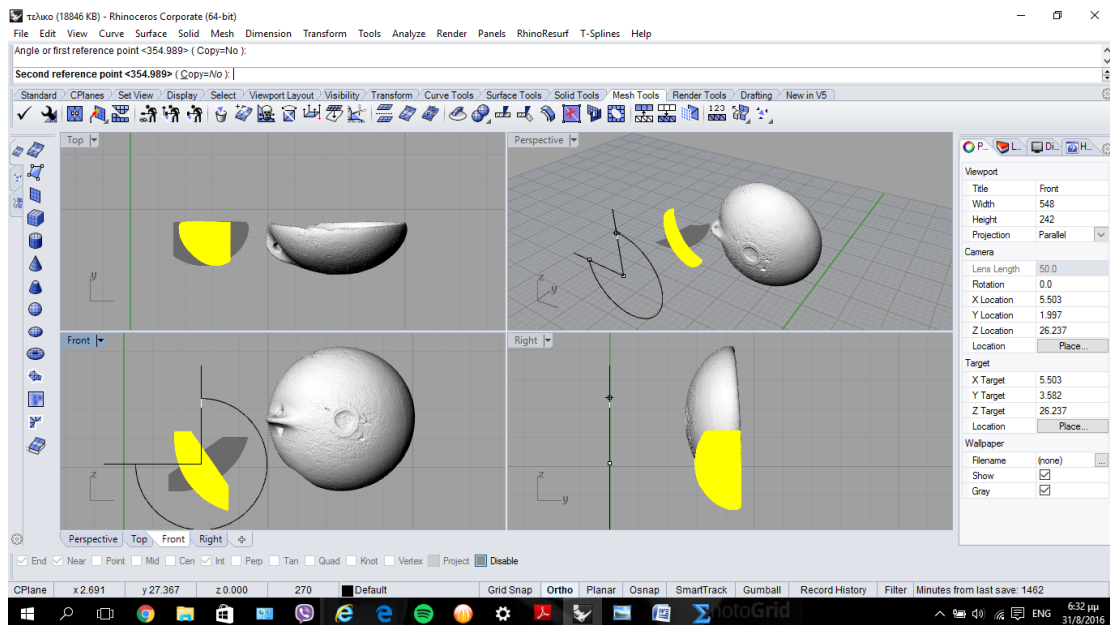 τελικο (18846 KB) - Rhinoceros Corporate (64-bit)
File Edit View Curve Surface Solid Mesh Dimension Transform Tools Analyze Render Panels RhinoResurf T-Splines Help
Angle or first reference point <354.989> ( Copy=No ):
Second reference point <354.989> ( Copy=No ):
Standard CPlanes Set View Display Select Viewport Layout Visibility Transform Curve Tools Surface Tools Solid Tools Mesh Tools Render Tools Drafting New in V5
123
Top
Perspective
P... L... Di... H...
Viewport
Title Front
Width 548
Height 242
Projection Parallel
Camera
Lens Length 50.0
Rotation 0.0
X Location 5.503
Y Location 1.997
Z Location 26.237
Location Place...
Target
X Target 5.503
Y Target 3.582
Z Target 26.237
Location Place...
Wallpaper
Filename (none) ...
Show
Gray
y
z y
Front
Right
z
z y
Perspective Top Front Right
End Near Point Mid Cen Int Perp Tan Quad Knot Vertex Project Disable
CPlane x 2.691 y 27.367 z 0.000 270 Default Grid Snap Ortho Planar Osnap SmartTrack Gumball Record History Filter Minutes from last save: 1462
PhotoGrid
ENG 6:32 μμ
31/8/2016